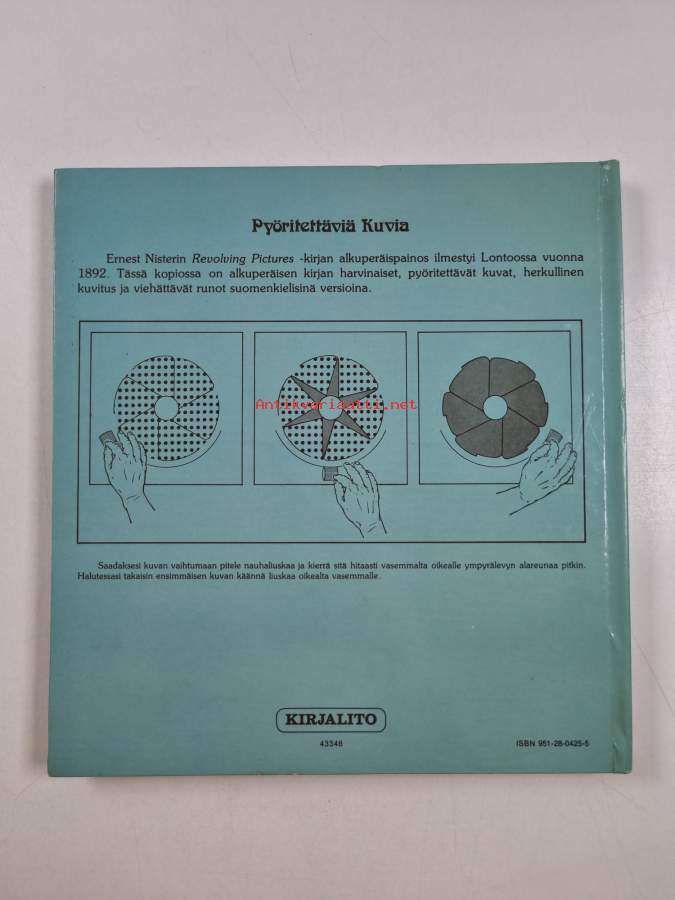 Pyöritettäviä Kuvia
Ernest Nisterin Revolving Pictures -kirjan alkuperäispainos ilmestyi Lontoossa vuonna
1892. Tässä kopiossa on alkuperäisen kirjan harvinaiset, pyöritettävät kuvat, herkullinen
kuvitus ja viehättävät runot suomenkielisinä versioina.
Antikvariaatti.net
Saadaksesi kuvan vaihtumaan pitele nauhaliuskaa ja kierrä sitä hitaasti vasemmalta oikealle ympyrälevyn alareunaa pitkin.
Halutessasi takaisin ensimmäisen kuvan käännä liuskaa oikealta vasemmalle.
KIRJALITO
43348
ISBN 951-28-0425-5